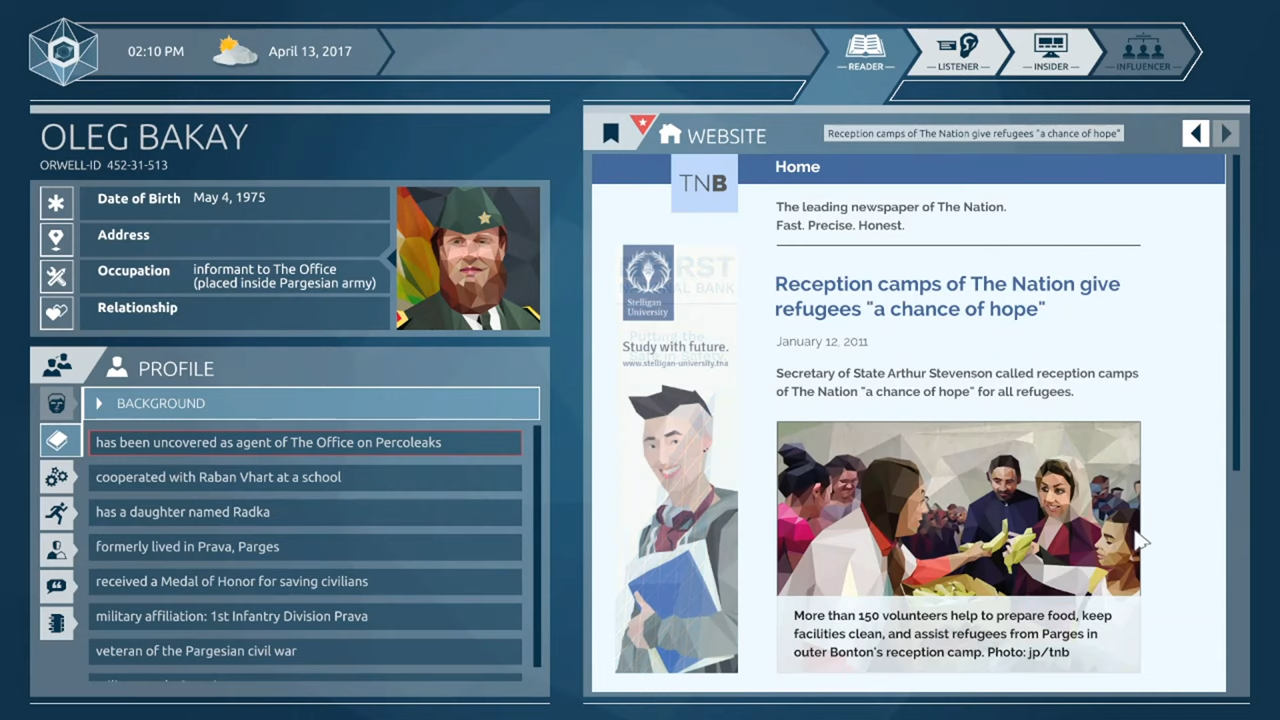 02:10 PM
April 13, 2017
READER
LISTENER
INSIDER
INFLUENCER
OLEG BAKAY
ORWELL-ID 452-31-513
Date of Birth May 4, 1975
Address
Occupation informant to The Office
(placed inside Pargesian army)
Relationship
PROFILE
BACKGROUND
has been uncovered as agent of The Office on Percoleaks
cooperated with Raban Vhart at a school
has a daughter named Radka
formerly lived in Prava, Parges
received a Medal of Honor for saving civilians
military affiliation: 1st Infantry Division Prava
veteran of the Pargesian civil war
WEBSITE
Reception camps of The Nation give refugees "a chance of hope"
TNB
Home
The leading newspaper of The Nation.
Fast. Precise. Honest.
Stelligan
University
Study with future.
www.stelligan-university.tna
Reception camps of The Nation give
refugees "a chance of hope"
January 12, 2011
Secretary of State Arthur Stevenson called reception camps
of The Nation "a chance of hope" for all refugees.
More than 150 volunteers help to prepare food, keep
facilities clean, and assist refugees from Parges in
outer Bonton's reception camp. Photo: jp/tnb